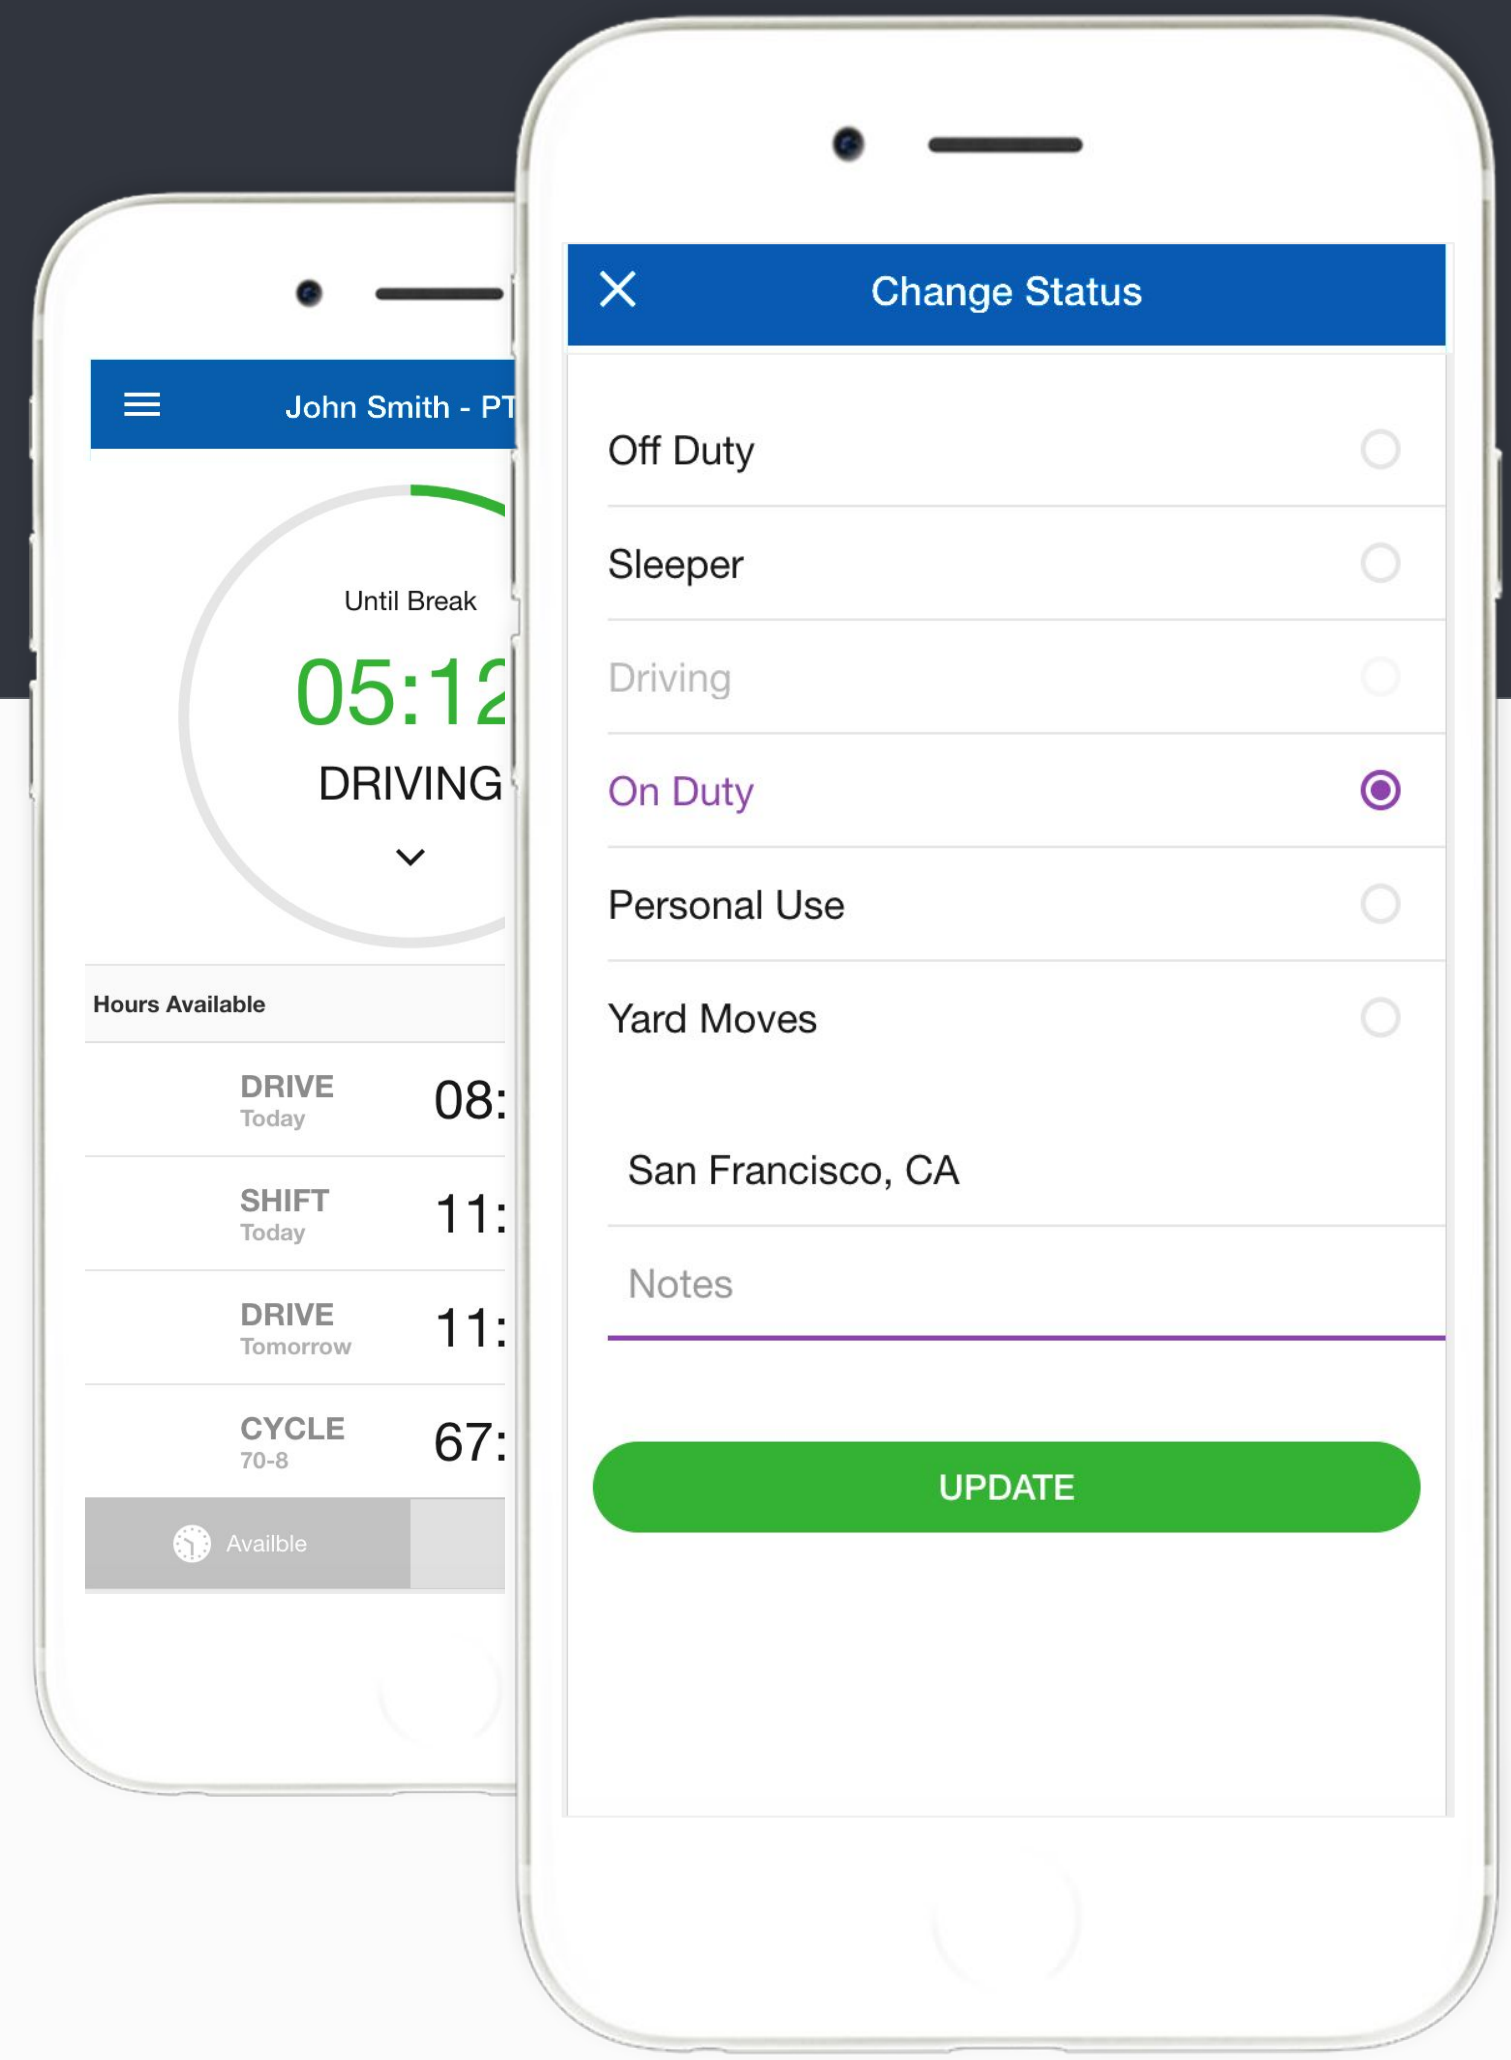 John Smith - PT
Until Break
05:12
DRIVING
Hours Available
DRIVE
Today
08:
SHIFT
Today
11:
DRIVE
Tomorrow
11:
CYCLE
70-8
67:
Availble
Change Status
Off Duty
Sleeper
Driving
On Duty
Personal Use
Yard Moves
San Francisco, CA
Notes
UPDATE